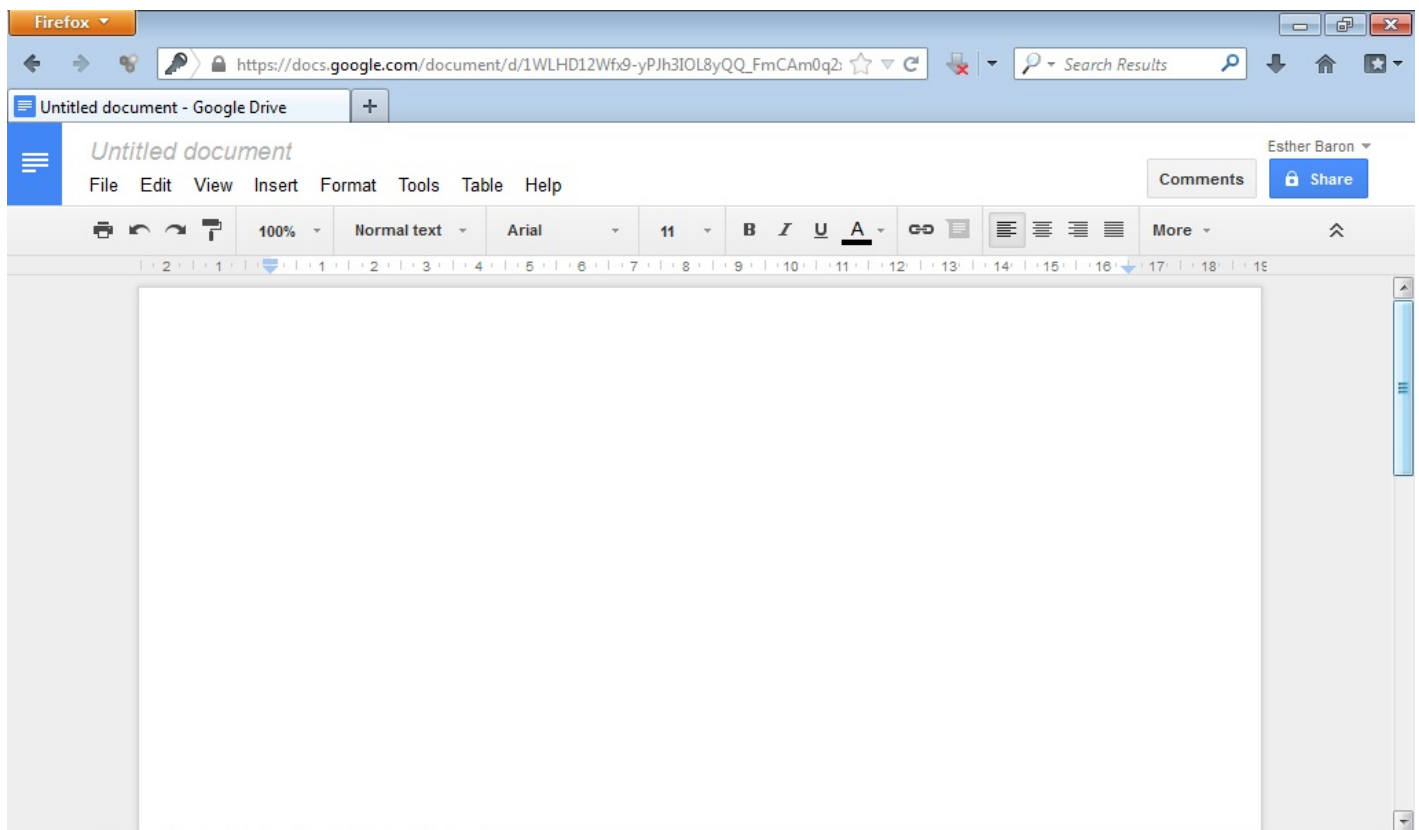 Firefox
https://docs.google.com/document/d/1WLHD12Wfx9-yPJh3IOL8yQQ_FmCAm0q2:
Search Results
Untitled document - Google Drive
Untitled document
Esther Baron
File Edit View Insert Format Tools Table Help
Comments
Share
100% Normal text Arial 11 B I U A More
2 1 1 2 3 4 5 6 7 8 9 10 11 12 13 14 15 16 17 18 19